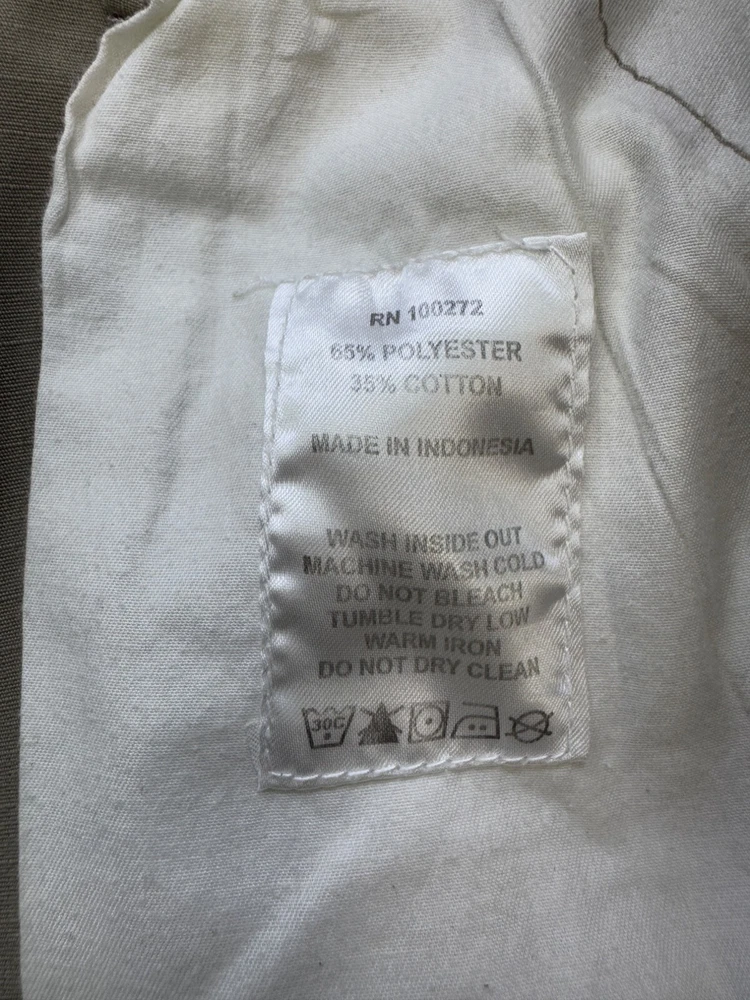 RN 100272
65% POLYESTER
35% COTTON
MADE IN INDONESIA
WASH INSIDE OUT
MACHINE WASH COLD
DO NOT BLEACH
TUMBLE DRY LOW
WARM IRON
DO NOT DRY CLEAN
30C